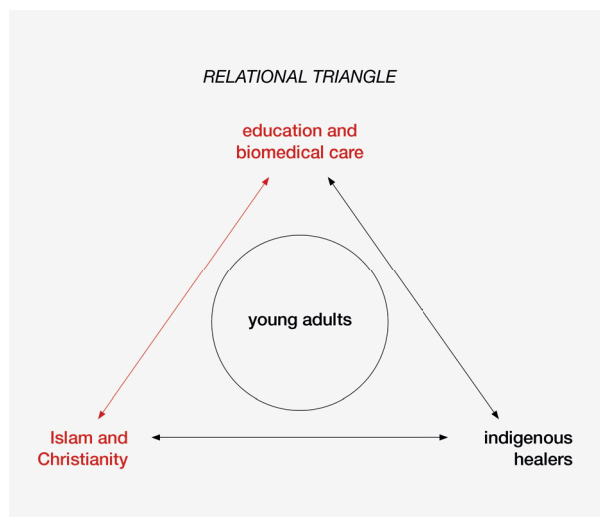 RELATIONAL TRIANGLE
education and
biomedical care
young adults
Islam and
Christianity
indigenous
healers